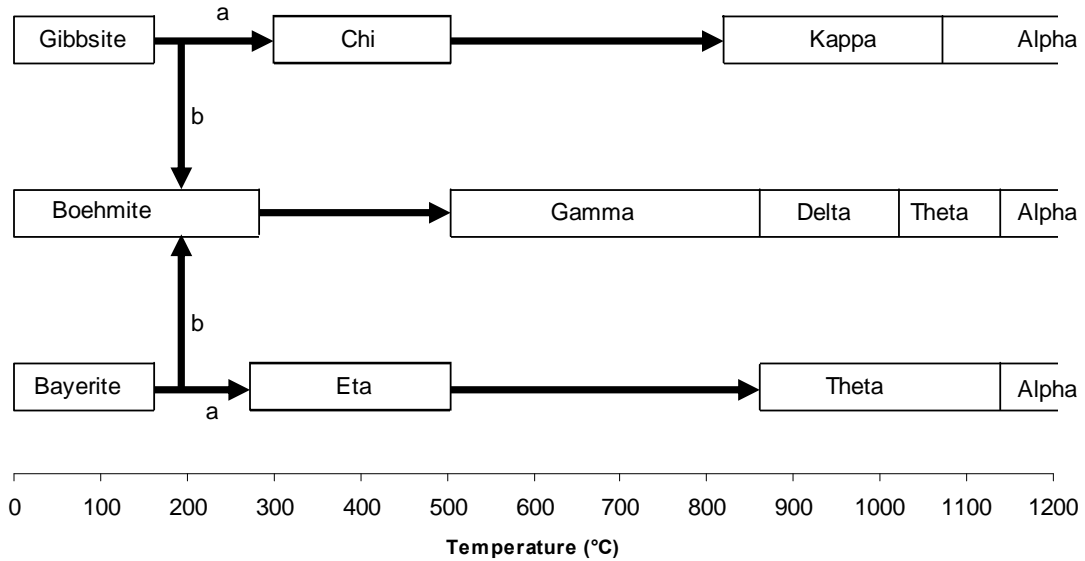 a
Gibbsite Chi Kappa Alpha
b
Boehmite Gamma Delta Theta Alpha
b
Bayerite Eta Theta Alpha
a
0 100 200 300 400 500 600 700 800 900 1000 1100 1200
Temperature (°C)